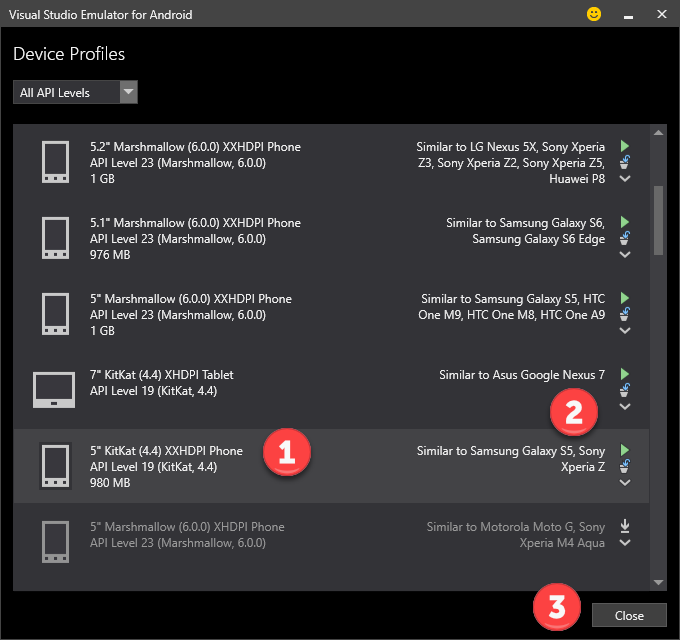 Visual Studio Emulator for Android
Device Profiles
All API Levels
5.2" Marshmallow (6.0.0) XXHDPI Phone
API Level 23 (Marshmallow, 6.0.0)
1 GB
Similar to LG Nexus 5X, Sony Xperia
Z3, Sony Xperia Z2, Sony Xperia Z5,
Huawei P8
5.1" Marshmallow (6.0.0) XXHDPI Phone
API Level 23 (Marshmallow, 6.0.0)
976 MB
Similar to Samsung Galaxy S6,
Samsung Galaxy S6 Edge
5" Marshmallow (6.0.0) XXHDPI Phone
API Level 23 (Marshmallow, 6.0.0)
1 GB
Similar to Samsung Galaxy S5, HTC
One M9, HTC One M8, HTC One A9
7" KitKat (4.4) XHDPI Tablet
API Level 19 (KitKat, 4.4)
Similar to Asus Google Nexus 7
2
5" KitKat (4.4) XXHDPI Phone
API Level 19 (KitKat, 4.4)
980 MB
1
Similar to Samsung Galaxy S5, Sony
Xperia Z
5" Marshmallow (6.0.0) XHDPI Phone
API Level 23 (Marshmallow, 6.0.0)
Similar to Motorola Moto G, Sony
Xperia M4 Aqua
3
Close